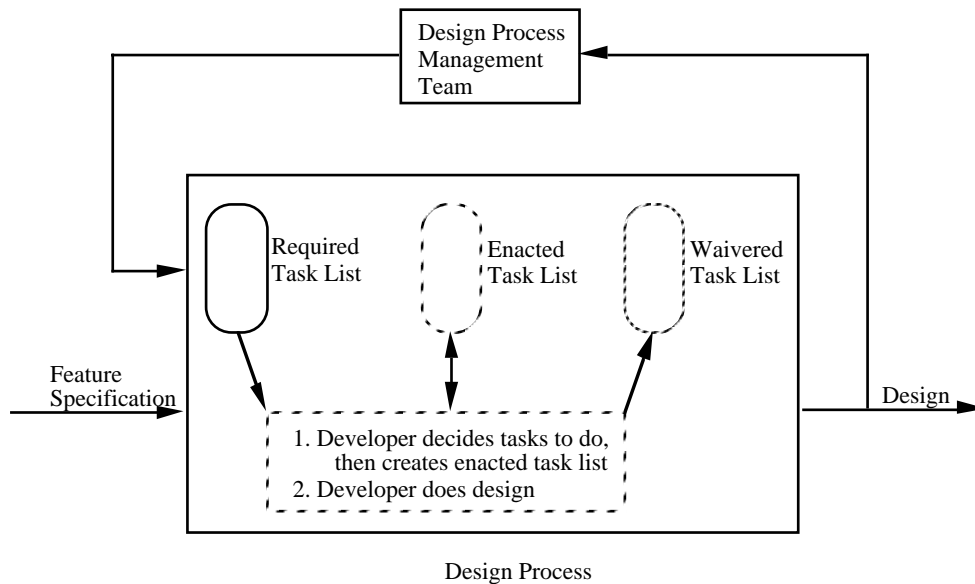 Design Process
Management
Team
Required
Task List
Enacted
Task List
Waivered
Task List
Feature
Specification
Design
1. Developer decides tasks to do,
then creates enacted task list
2. Developer does design
Design Process